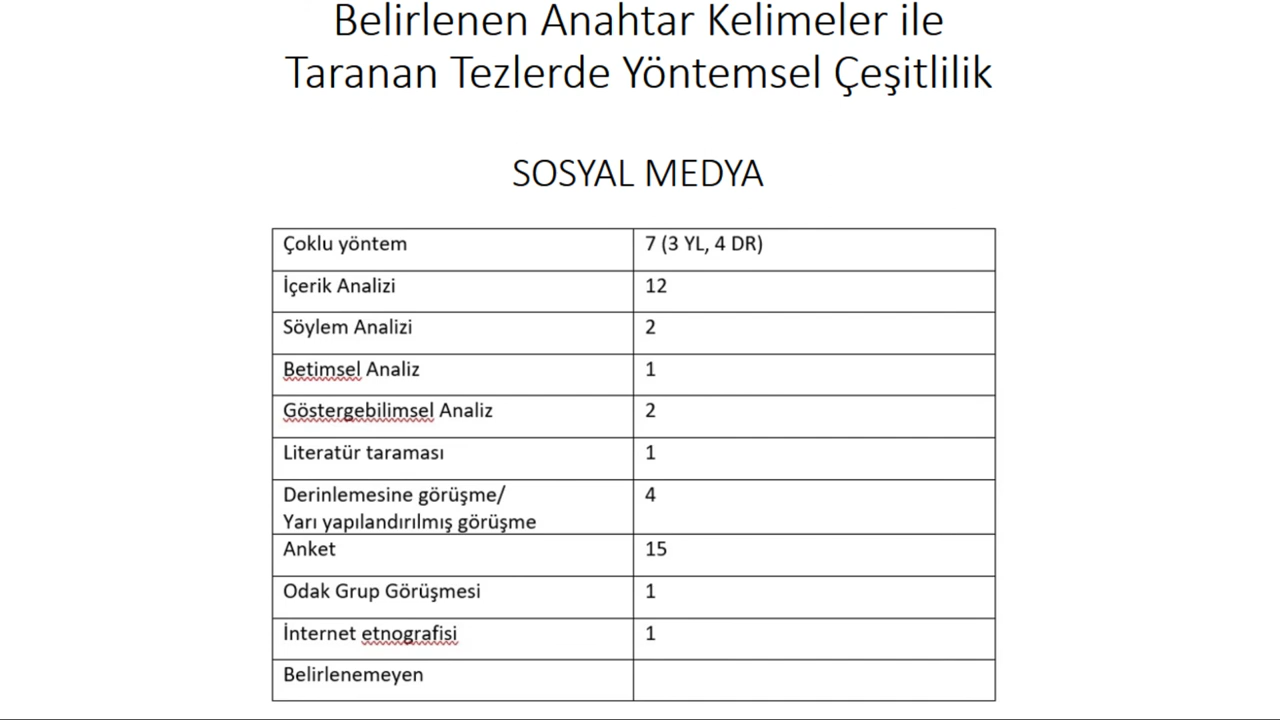 Belirlenen Anahtar Kelimeler ile
Taranan Tezlerde Yöntemsel Çeşitlilik
SOSYAL MEDYA
Çoklu yöntem 7 (3 YL, 4 DR)
İçerik Analizi 12
Söylem Analizi 2
Betimsel Analiz 1
Göstergebilimsel Analiz 2
Literatür taraması 1
Derinlemesine görüşme/ 4
Yarı yapılandırılmış görüşme
Anket 15
Odak Grup Görüşmesi 1
İnternet etnografisi 1
Belirlenemeyen